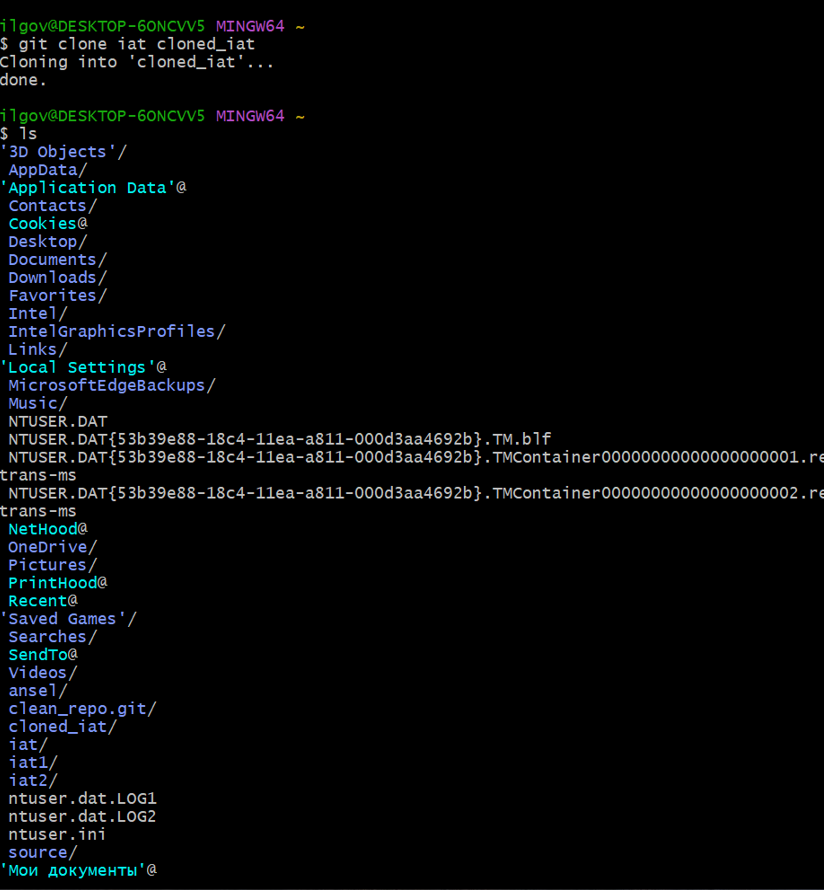 ilgov@DESKTOP-6ONCVV5 MINGW64 ~
$ git clone iat cloned_iat
Cloning into 'cloned_iat'...
done.
ilgov@DESKTOP-6ONCVV5 MINGW64 ~
$ ls
'3D Objects'/
AppData/
'Application Data'@
Contacts/
Cookies@
Desktop/
Documents/
Downloads/
Favorites/
Intel/
IntelGraphicsProfiles/
Links/
'Local Settings'@
MicrosoftEdgeBackups/
Music/
NTUSER.DAT
NTUSER.DAT{53b39e88-18c4-11ea-a811-000d3aa4692b}.TM.blf
NTUSER.DAT{53b39e88-18c4-11ea-a811-000d3aa4692b}.TMContainer00000000000000000001.re
trans-ms
NTUSER.DAT{53b39e88-18c4-11ea-a811-000d3aa4692b}.TMContainer00000000000000000002.re
trans-ms
NetHood@
OneDrive/
Pictures/
PrintHood@
Recent@
'Saved Games'/
Searches/
SendTo@
Videos/
ansel/
clean_repo.git/
cloned_iat/
iat/
iat1/
iat2/
ntuser.dat.LOG1
ntuser.dat.LOG2
ntuser.ini
source/
'Мои документы'@